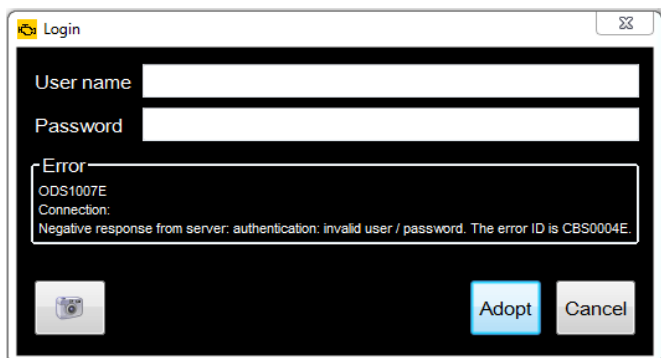 Login
User name
Password
Error
ODS1007E
Connection:
Negative response from server: authentication: invalid user / password. The error ID is CBS0004E.
Adopt Cancel